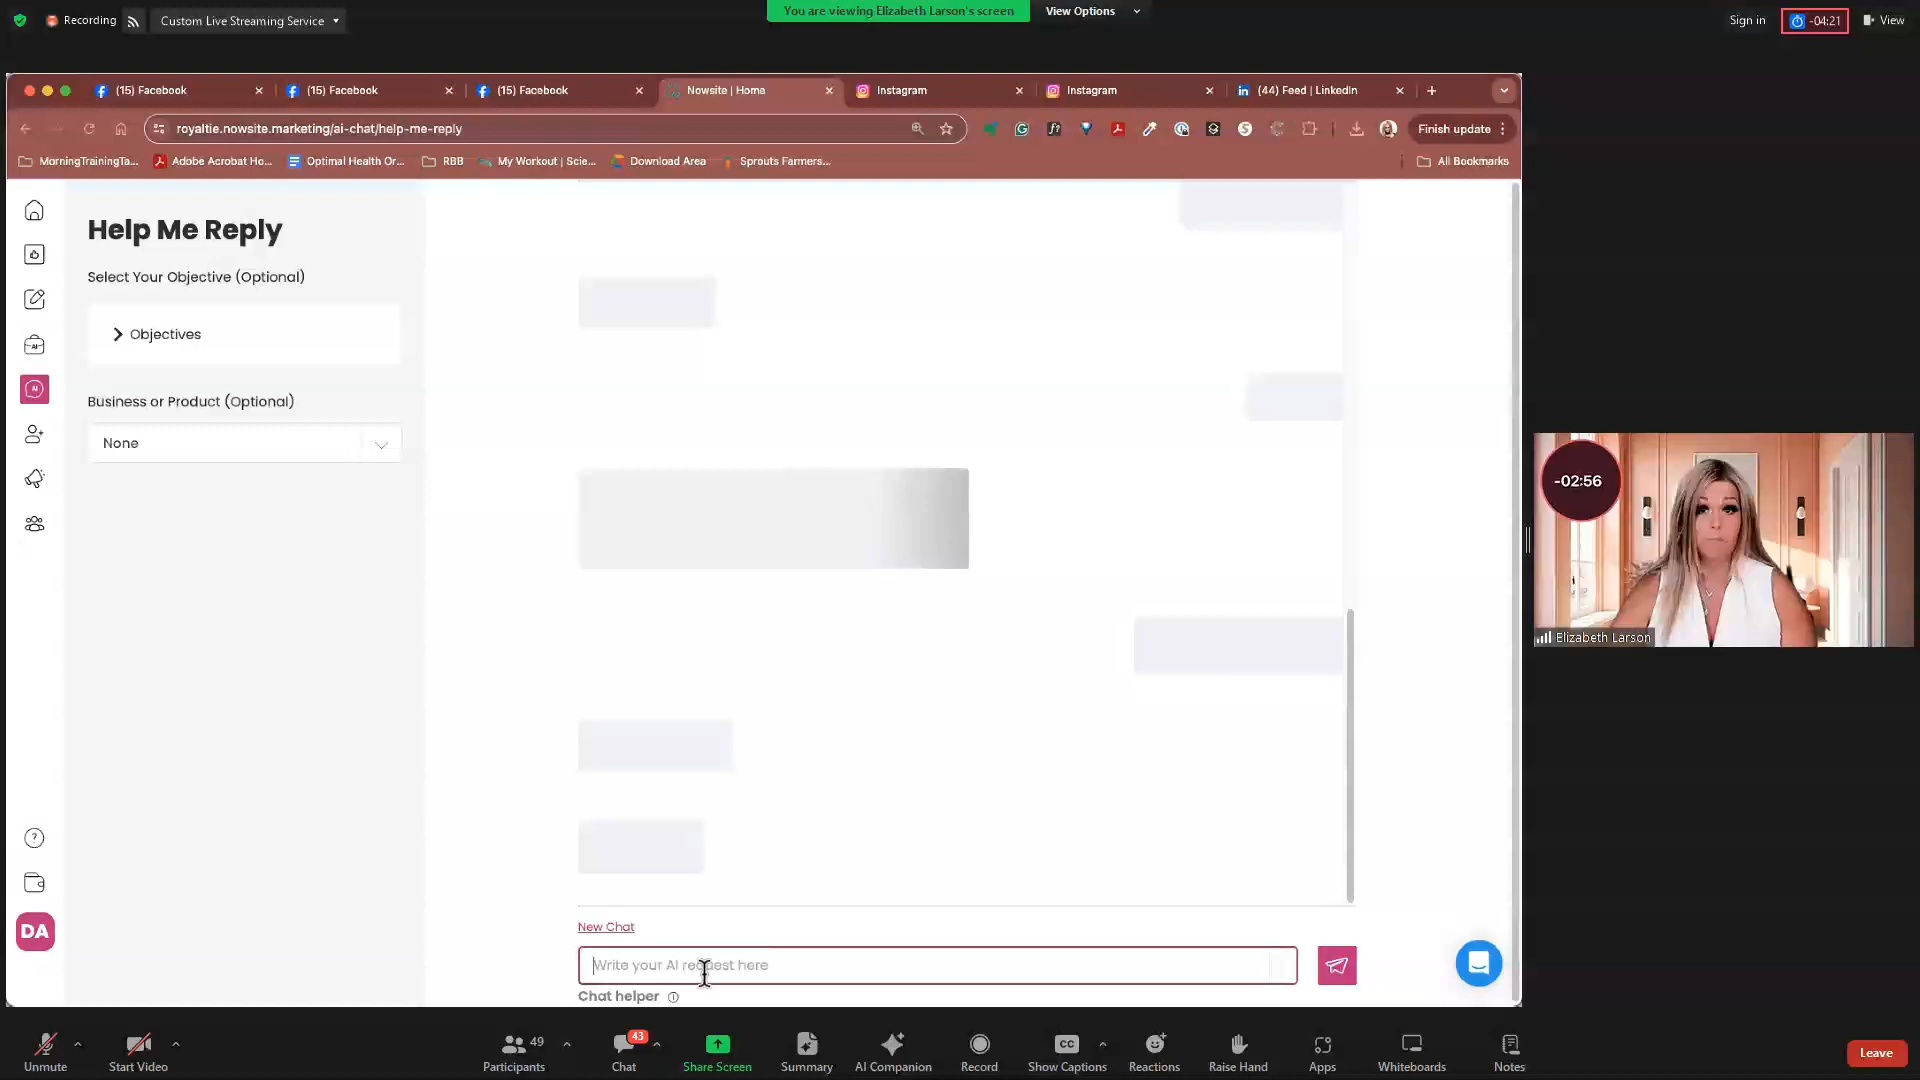 Recording
Custom Live Streaming Service
You are viewing Elizabeth Larson's screen
View Options
Sign in
-04:21
View
(15) Facebook
(15) Facebook
(15) Facebook
Nowsite | Home
Instagram
Instagram
(44) Feed | LinkedIn
royaltie.nowsite.marketing/ai-chat/help-me-reply
Finish update
MorningTrainingTa...
Adobe Acrobat Ho...
Optimal Health Or...
RBB
My Workout | Scie...
Download Area
Sprouts Farmers...
All Bookmarks
Help Me Reply
Select Your Objective (Optional)
Objectives
Business or Product (Optional)
None
DA
New Chat
Write your AI request here
Chat helper
-02:56
Elizabeth Larson
Unmute
Start Video
49
Participants
43
Chat
Share Screen
Summary
AI Companion
Record
CC
Show Captions
Reactions
Raise Hand
Apps
Whiteboards
Notes
Leave